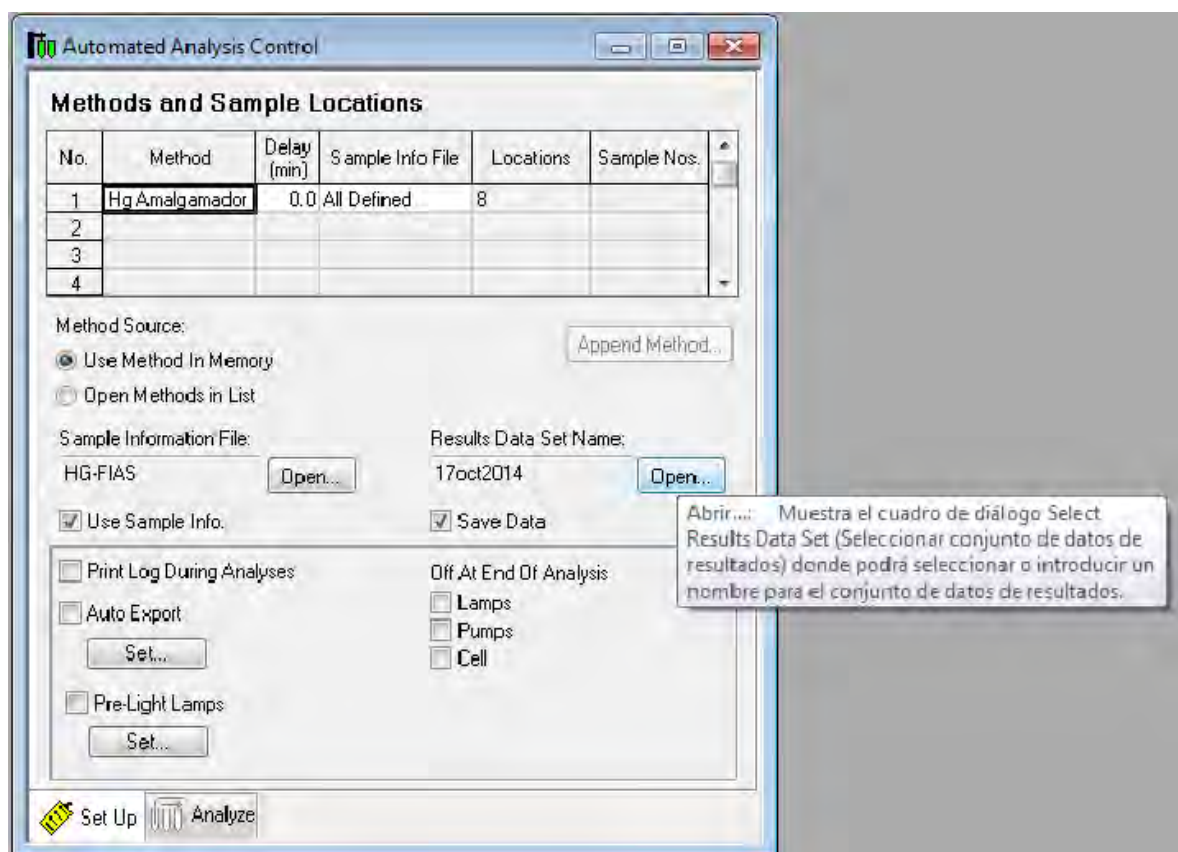 Automated Analysis Control
Methods and Sample Locations
No. Method Delay (min) Sample Info File Locations Sample Nos.
1 Hg Amalgamador 0.0 All Defined 8
2
3
4
Method Source:
Append Method...
Use Method In Memory
Open Methods in List
Sample Information File: Results Data Set Name:
HG-FIAS Open... 17oct2014 Open...
Use Sample Info. Save Data
Abrir...: Muestra el cuadro de diálogo Select
Results Data Set (Seleccionar conjunto de datos de
resultados) donde podrá seleccionar o introducir un
nombre para el conjunto de datos de resultados.
Print Log During Analyses Off At End Of Analysis
Lamps
Auto Export
Pumps
Set...
Cell
Pre-Light Lamps
Set...
Set Up Analyze